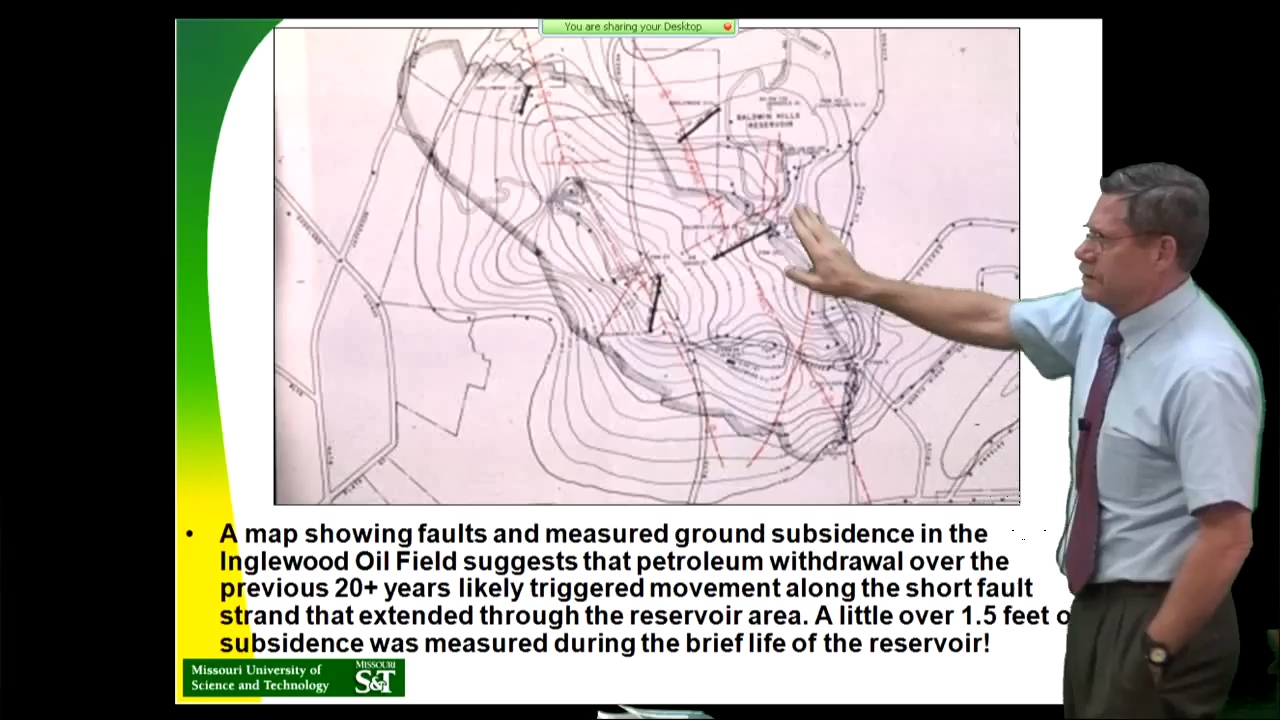 You are sharing your Desktop
BALDWIN HILLS
RESERVOIR
• A map showing faults and measured ground subsidence in the
Inglewood Oil Field suggests that petroleum withdrawal over the
previous 20+ years likely triggered movement along the short fault
strand that extended through the reservoir area. A little over 1.5 feet o
subsidence was measured during the brief life of the reservoir!
Missouri University of
Science and Technology
MISSOURI
S&T